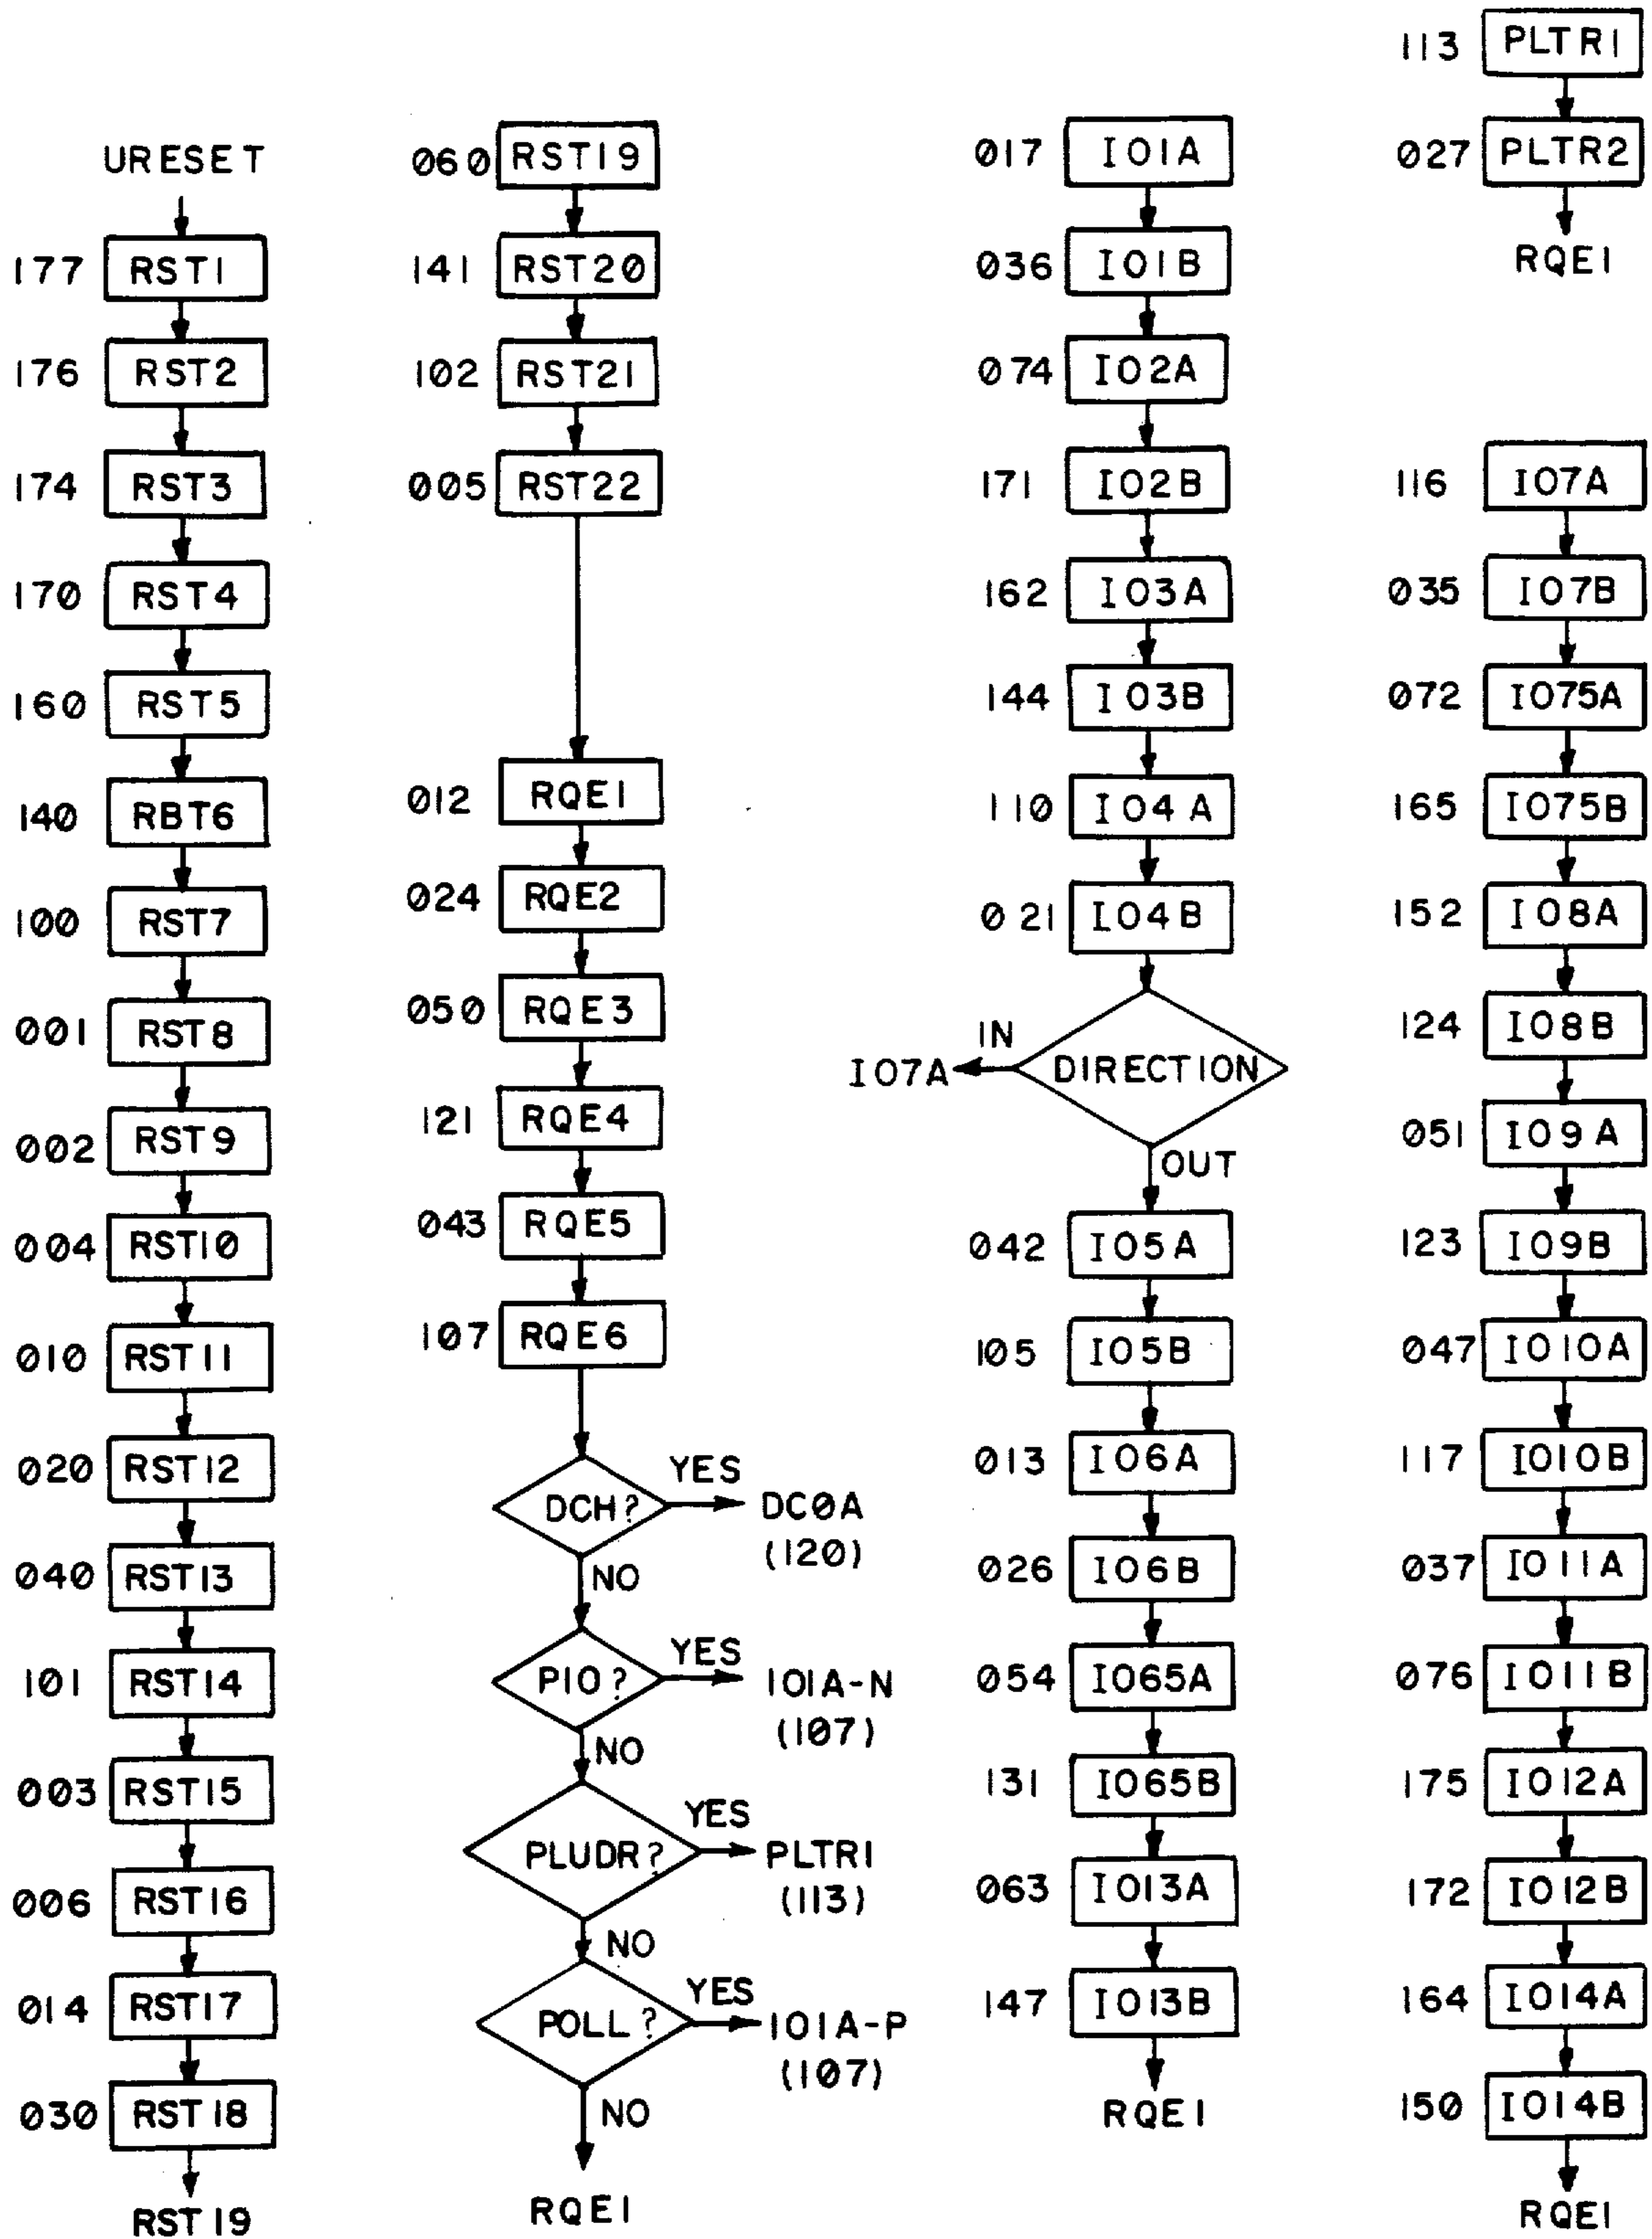 URESET
177 RST1
176 RST2
174 RST3
170 RST4
160 RST5
140 RBT6
100 RST7
001 RST8
002 RST9
004 RST10
010 RST11
020 RST12
040 RST13
101 RST14
003 RST15
006 RST16
014 RST17
030 RST18
RST19
060 RST19
141 RST20
102 RST21
005 RST22
012 RQE1
024 RQE2
050 RQE3
121 RQE4
043 RQE5
107 RQE6
DCH? YES DC0A
(120)
NO
PIO? YES IO1A-N
(107)
NO
PLUDR? YES PLTR1
(113)
NO
POLL? YES IO1A-P
(107)
NO
RQE1
017 IO1A
036 IO1B
074 IO2A
171 IO2B
162 IO3A
144 IO3B
110 IO4A
021 IO4B
IN
IO7A DIRECTION
OUT
042 IO5A
105 IO5B
013 IO6A
026 IO6B
054 IO65A
131 IO65B
063 IO13A
147 IO13B
RQE1
113 PLTR1
027 PLTR2
RQE1
116 IO7A
035 IO7B
072 IO75A
165 IO75B
152 IO8A
124 IO8B
051 IO9A
123 IO9B
047 IO10A
117 IO10B
037 IO11A
076 IO11B
175 IO12A
172 IO12B
164 IO14A
150 IO14B
RQE1